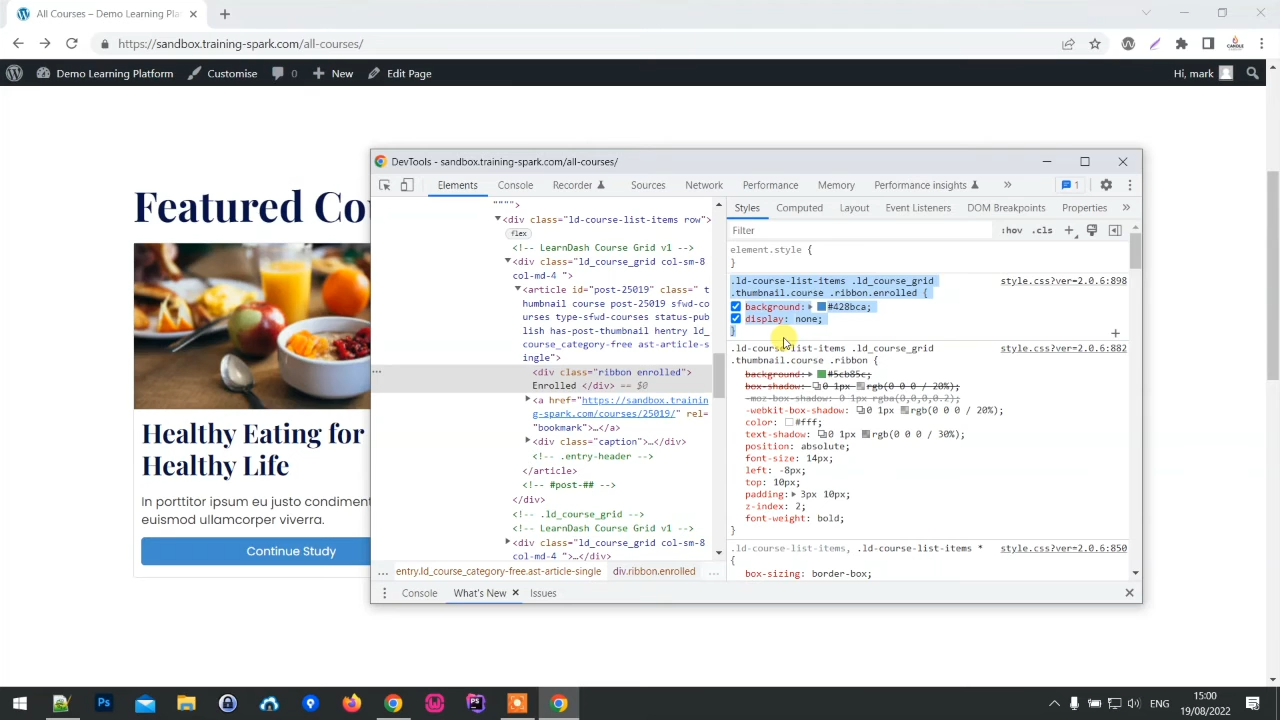 All Courses – Demo Learning Pla
https://sandbox.training-spark.com/all-courses/
Demo Learning Platform
Customise
0
New
Edit Page
Hi, mark
Featured Cou
Healthy Eating for
Healthy Life
In porttitor ipsum eu justo condiment
euismod ullamcorper viverra.
Continue Study
DevTools - sandbox.training-spark.com/all-courses/
Elements
Console
Recorder
Sources
Network
Performance
Memory
Performance insights
»
1
"""">
<div class="ld-course-list-items row">
flex
<!-- LearnDash Course Grid v1 -->
<div class="ld_course_grid col-sm-8
col-md-4 ">
<article id="post-25019" class=" t
humbnail course post-25019 sfwd-co
urses type-sfwd-courses status-pub
lish has-post-thumbnail hentry ld_
course_category-free ast-article-s
ingle">
<div class="ribbon enrolled">
Enrolled </div> == $0
<a href="https://sandbox.trainin
g-spark.com/courses/25019/" rel=
"bookmark">…</a>
<div class="caption">…</div>
<!-- .entry-header -->
</article>
<!-- #post-## -->
</div>
<!-- .ld_course_grid -->
<!-- LearnDash Course Grid v1 -->
<div class="ld_course_grid col-sm-8
col-md-4 ">…</div>
... entry.ld_course_category-free.ast-article-single div.ribbon.enrolled ...
Styles
Computed
Layout
Event Listeners
DOM Breakpoints
Properties
»
Filter
:hov .cls
element.style {
}
.ld-course-list-items .ld_course_grid style.css?ver=2.0.6:898
.thumbnail.course .ribbon.enrolled {
background: #428bca;
display: none;
}
.ld-course-list-items .ld_course_grid style.css?ver=2.0.6:882
.thumbnail.course .ribbon {
background: #5cb85c;
box-shadow: 0 1px rgb(0 0 0 / 20%);
-moz-box-shadow: 0 1px rgba(0,0,0,0.2);
-webkit-box-shadow: 0 1px rgb(0 0 0 / 20%);
color: #fff;
text-shadow: 0 1px rgb(0 0 0 / 30%);
position: absolute;
font-size: 14px;
left: -8px;
top: 10px;
padding: 3px 10px;
z-index: 2;
font-weight: bold;
}
.ld-course-list-items, .ld-course-list-items * style.css?ver=2.0.6:850
{
box-sizing: border-box;
Console
What's New
Issues
ENG
15:00
19/08/2022